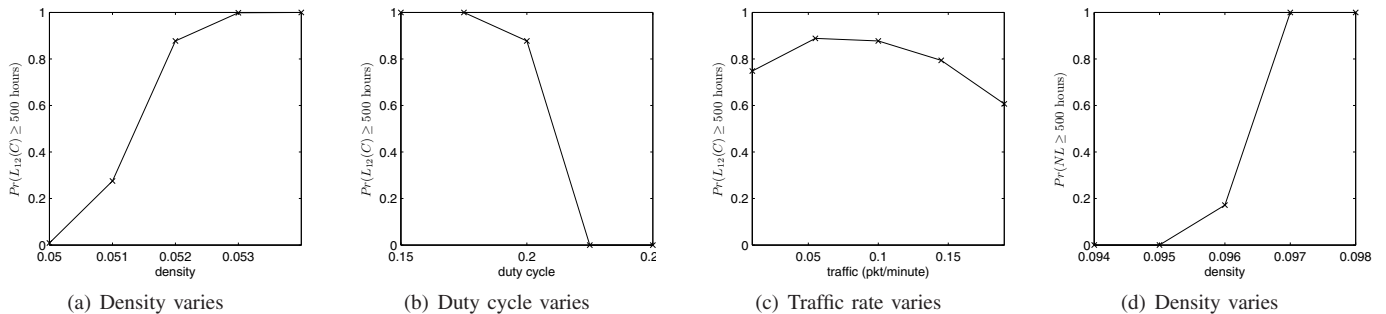 1
0.8
0.6
0.4
0.2
0
Pr(L₁₂(C) ≥ 500 hours)
0.05 0.051 0.052 0.053
density
(a) Density varies
1
0.8
0.6
0.4
0.2
0
Pr(L₁₂(C) ≥ 500 hours)
0.15 0.2 0.2
duty cycle
(b) Duty cycle varies
1
0.8
0.6
0.4
0.2
0
Pr(L₁₂(C) ≥ 500 hours)
0.05 0.10 0.15
traffic (pkt/minute)
(c) Traffic rate varies
1
0.8
0.6
0.4
0.2
0
Pr(NL ≥ 500 hours)
0.094 0.095 0.096 0.097 0.098
density
(d) Density varies